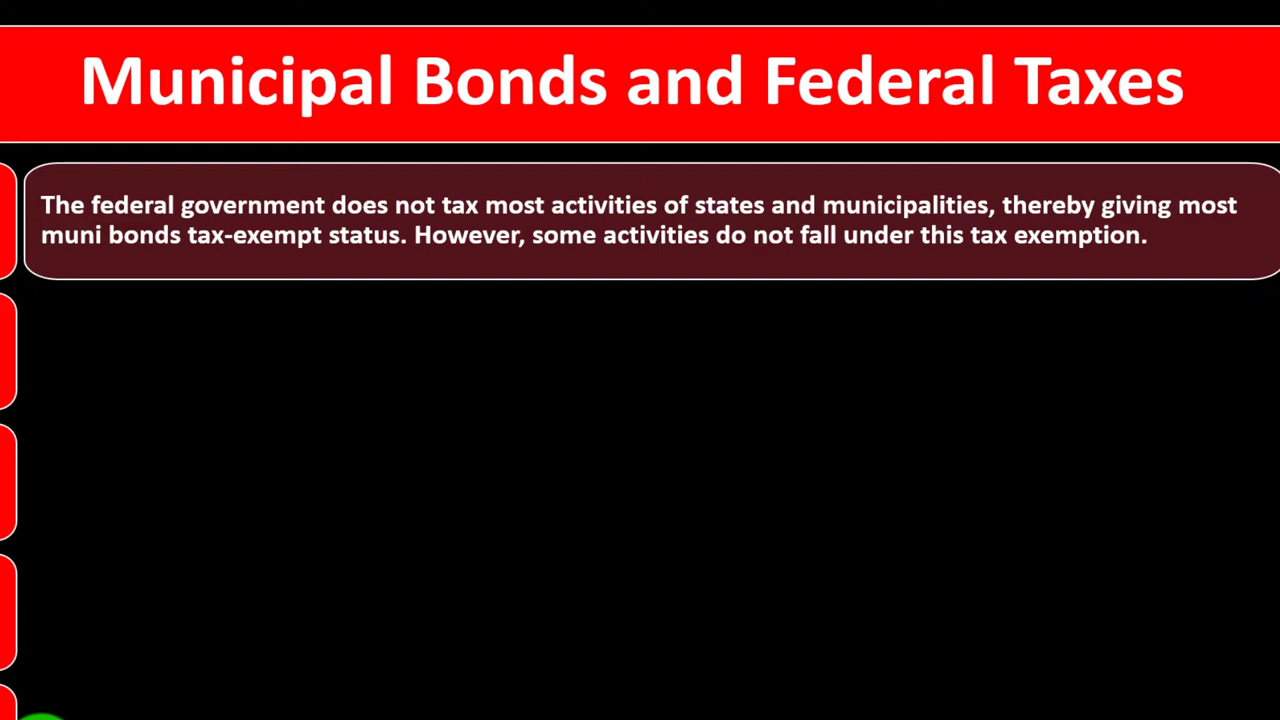 Municipal Bonds and Federal Taxes
The federal government does not tax most activities of states and municipalities, thereby giving most
muni bonds tax-exempt status. However, some activities do not fall under this tax exemption.